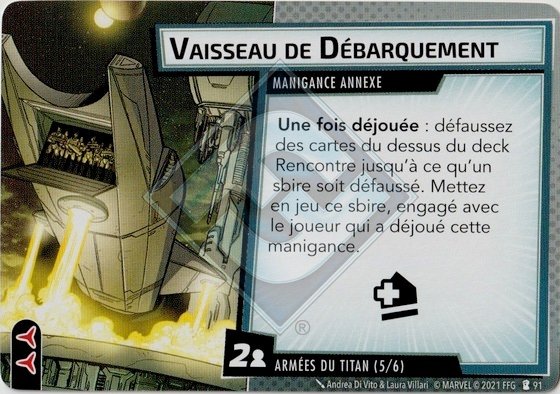 Vaisseau de Débarquement
MANIGANCE ANNEXE
Une fois déjouée : défaussez
des cartes du dessus du deck
Rencontre jusqu'à ce qu'un
sbire soit défaussé. Mettez
en jeu ce sbire, engagé avec
le joueur qui a déjoué cette
manigance.
2
ARMÉES DU TITAN (5/6)
Andrea Di Vito & Laura Villari © MARVEL © 2021 FFG 91
®